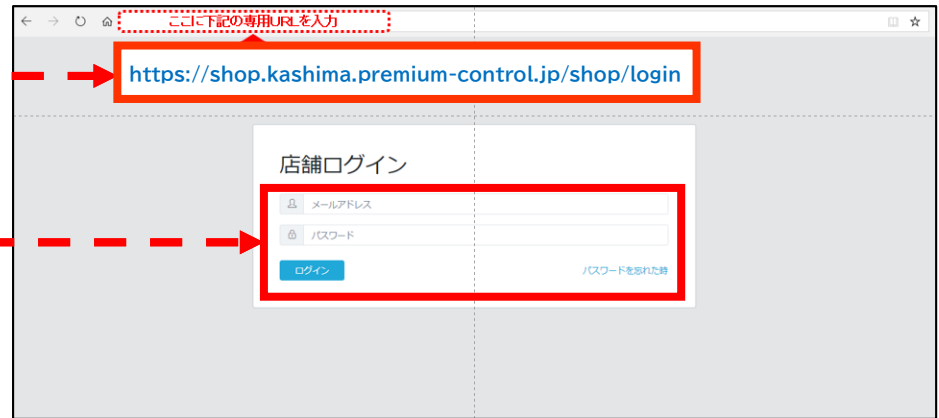 ここに下記の専用URLを入力
https://shop.kashima.premium-control.jp/shop/login
店舗ログイン
メールアドレス
パスワード
ログイン
パスワードを忘れた時